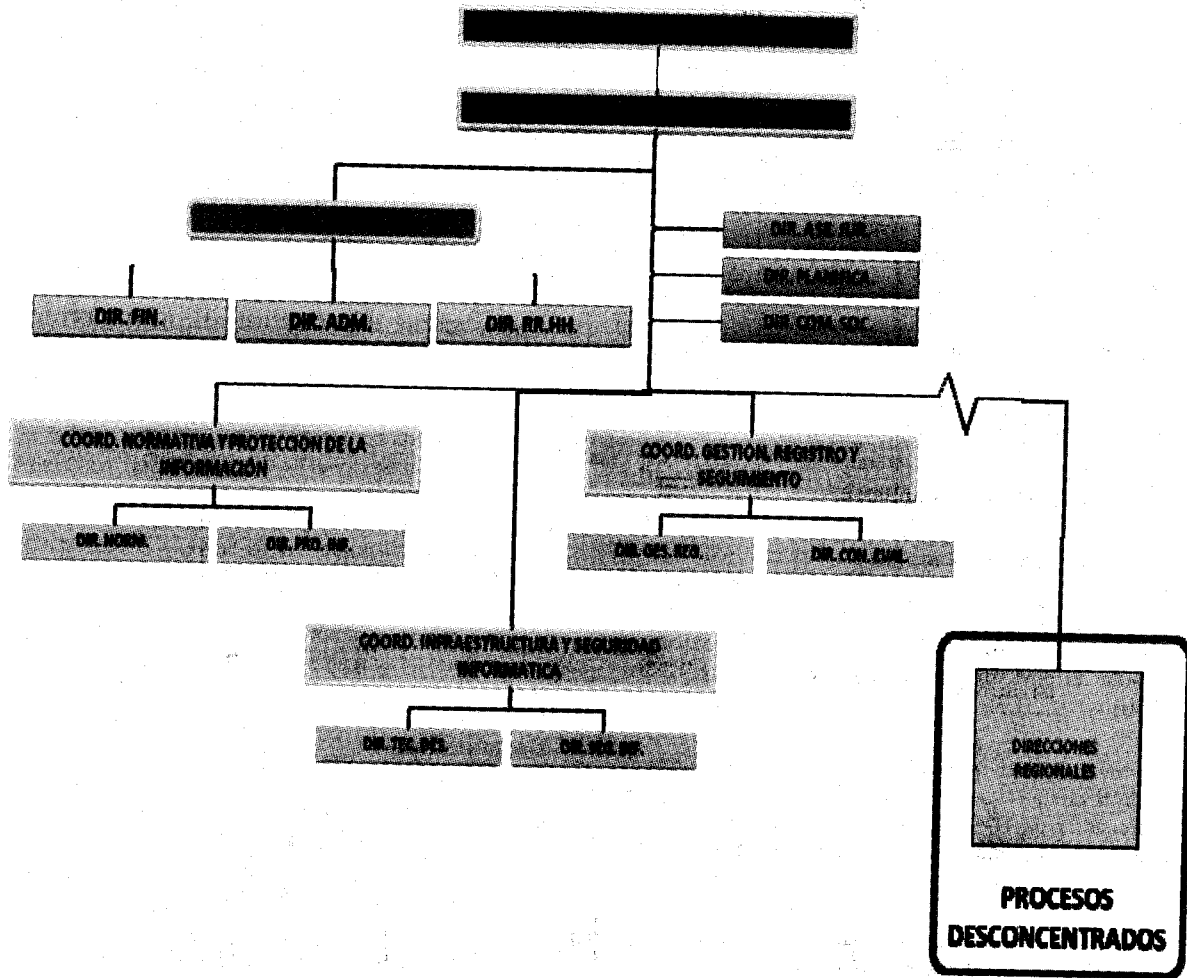 DIR. ASE. JUR.
DIR. PLANIFICA.
DIR. COM. SOC.
DIR. FIN.
DIR. ADM.
DIR. RR.HH.
COORD. NORMATIVA Y PROTECCION DE LA
INFORMACIÓN
COORD. GESTION, REGISTRO Y
SEGUIMIENTO
DIR. NORM.
DIR. PRO. INF.
DIR. GES. REG.
DIR. CON. EVAL.
COORD. INFRAESTRUCTURA Y SEGURIDAD
INFORMATICA
DIR. TEC. DES.
DIR. SEG. INF.
DIRECCIONES
REGIONALES
PROCESOS
DESCONCENTRADOS